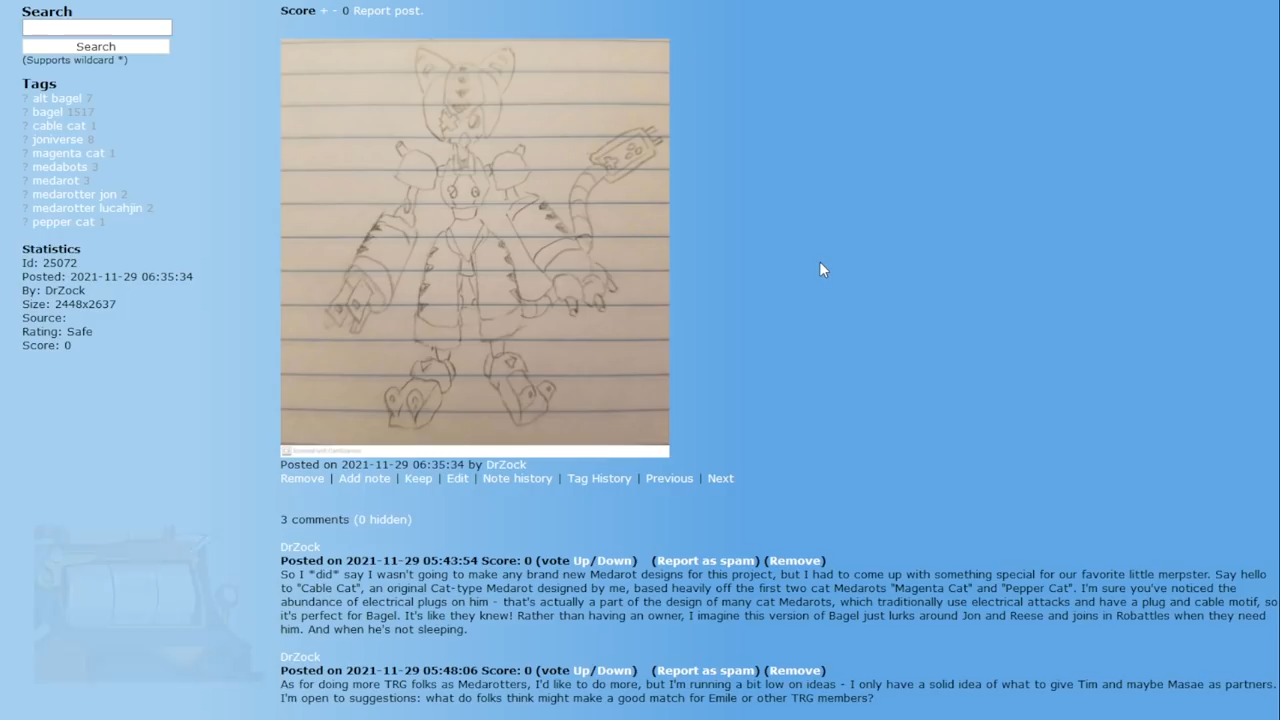 Search
Search
(Supports wildcard *)
Tags
? alt bagel 7
? bagel 1517
? cable cat 1
? joniverse 8
? magenta cat 1
? medabots 3
? medarot 3
? medarotter jon 2
? medarotter lucahjin 2
? pepper cat 1
Statistics
Id: 25072
Posted: 2021-11-29 06:35:34
By: DrZock
Size: 2448x2637
Source:
Rating: Safe
Score: 0
Score + - 0 Report post.
Posted on 2021-11-29 06:35:34 by DrZock
Remove | Add note | Keep | Edit | Note history | Tag History | Previous | Next
3 comments (0 hidden)
DrZock
Posted on 2021-11-29 05:43:54 Score: 0 (vote Up/Down) (Report as spam) (Remove)
So I *did* say I wasn't going to make any brand new Medarot designs for this project, but I had to come up with something special for our favorite little merpster. Say hello
to "Cable Cat", an original Cat-type Medarot designed by me, based heavily off the first two cat Medarots "Magenta Cat" and "Pepper Cat". I'm sure you've noticed the
abundance of electrical plugs on him - that's actually a part of the design of many cat Medarots, which traditionally use electrical attacks and have a plug and cable motif, so
it's perfect for Bagel. It's like they knew! Rather than having an owner, I imagine this version of Bagel just lurks around Jon and Reese and joins in Robattles when they need
him. And when he's not sleeping.
DrZock
Posted on 2021-11-29 05:48:06 Score: 0 (vote Up/Down) (Report as spam) (Remove)
As for doing more TRG folks as Medarotters, I'd like to do more, but I'm running a bit low on ideas - I only have a solid idea of what to give Tim and maybe Masae as partners.
I'm open to suggestions: what do folks think might make a good match for Emile or other TRG members?